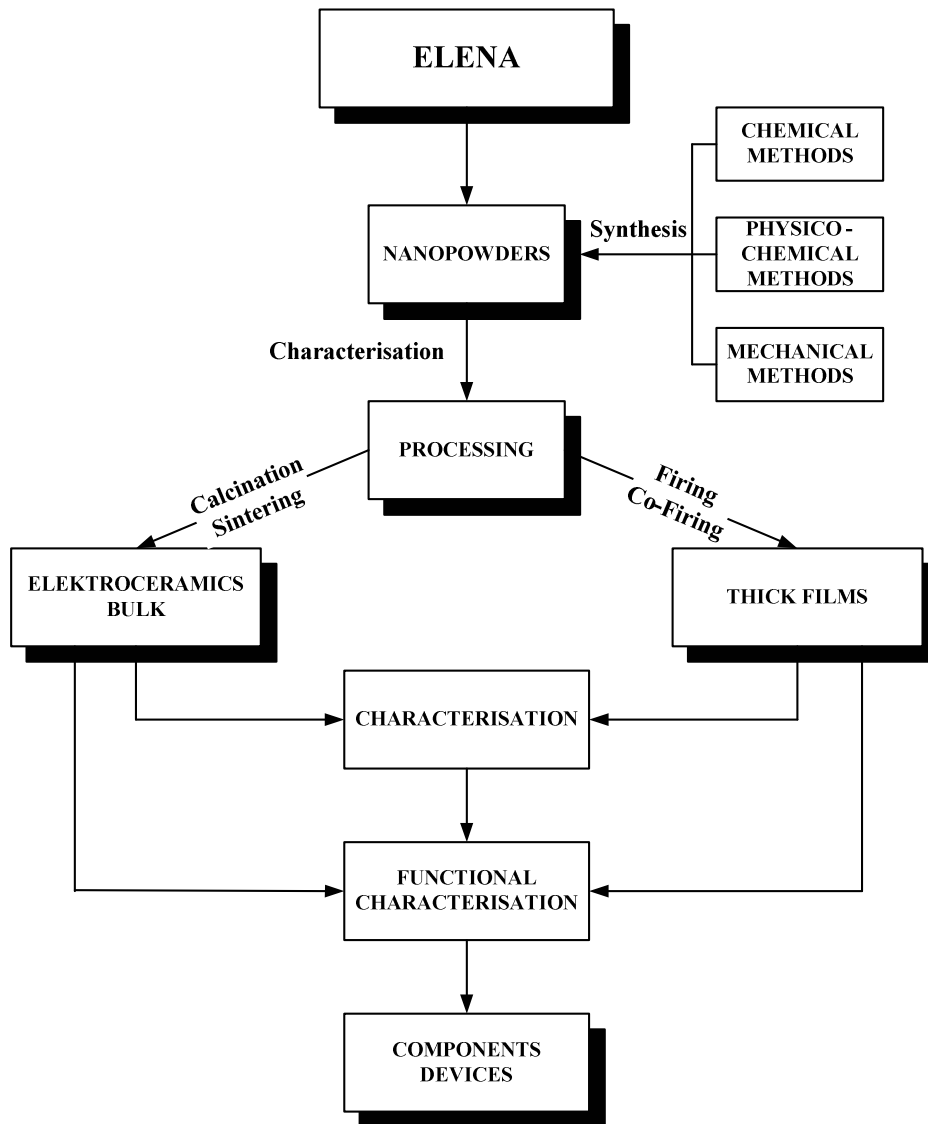 ELENA
CHEMICAL
METHODS
Synthesis
NANOPOWDERS
PHYSICO -
CHEMICAL
METHODS
Characterisation
MECHANICAL
METHODS
PROCESSING
Calcination
Sintering
Firing
Co-Firing
ELEKTROCERAMICS
BULK
THICK FILMS
CHARACTERISATION
FUNCTIONAL
CHARACTERISATION
COMPONENTS
DEVICES